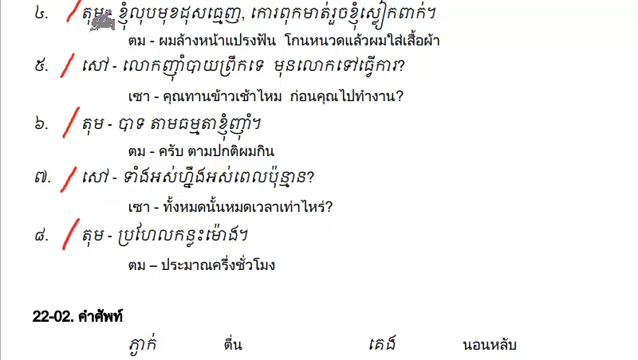 ៤. តុម - ខ្ញុំលុបមុខដុសធ្មេញ, កោរពុកមាត់រួចខ្ញុំស្លៀកពាក់។
ตม - ผมล้างหน้าแปรงฟัน โกนหนวดแล้วผมใส่เสื้อผ้า
៥. សៅ - លោកញ៉ាំបាយព្រឹកទេ មុនលោកទៅធ្វើការ?
เซา - คุณทานข้าวเช้าไหม ก่อนคุณไปทำงาน?
៦. តុម - បាទ តាមធម្មតាខ្ញុំញ៉ាំ។
ตม - ครับ ตามปกติผมกิน
៧. សៅ - ទាំងអស់ហ្នឹងអស់ពេលប៉ុន្មាន?
เซา - ทั้งหมดนั้นหมดเวลาเท่าไหร่?
៨. តុម - ប្រហែលកន្លះម៉ោង។
ตม – ประมาณครึ่งชั่วโมง
22-02. คำศัพท์
ភ្ញាក់ ตื่น គេង นอนหลับ